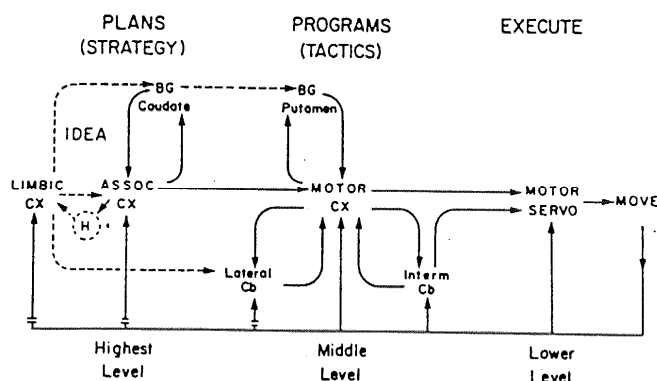 PLANS
(STRATEGY)
PROGRAMS
(TACTICS)
EXECUTE
BG
Caudate
BG
Putamen
IDEA
LIMBIC
CX
ASSOC
CX
H
MOTOR
CX
MOTOR
SERVO
MOVE
Lateral
Cb
Interm
Cb
Highest
Level
Middle
Level
Lower
Level